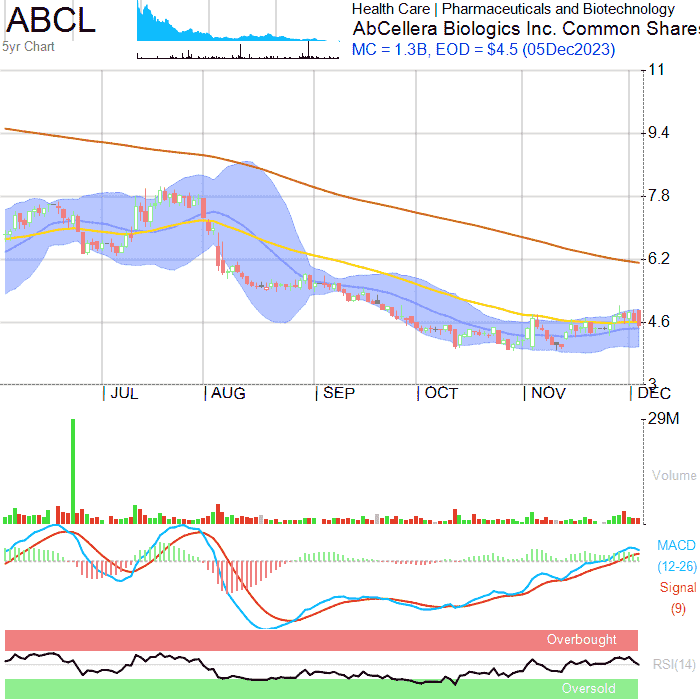 ABCL
5yr Chart
Health Care | Pharmaceuticals and Biotechnology
AbCellera Biologics Inc. Common Shares
MC = 1.3B, EOD = $4.5 (05Dec2023)
11
9.4
7.8
6.2
4.6
3
JUL AUG SEP OCT NOV DEC
29M
Volume
MACD
(12-26)
Signal
(9)
Overbought
RSI(14)
Oversold